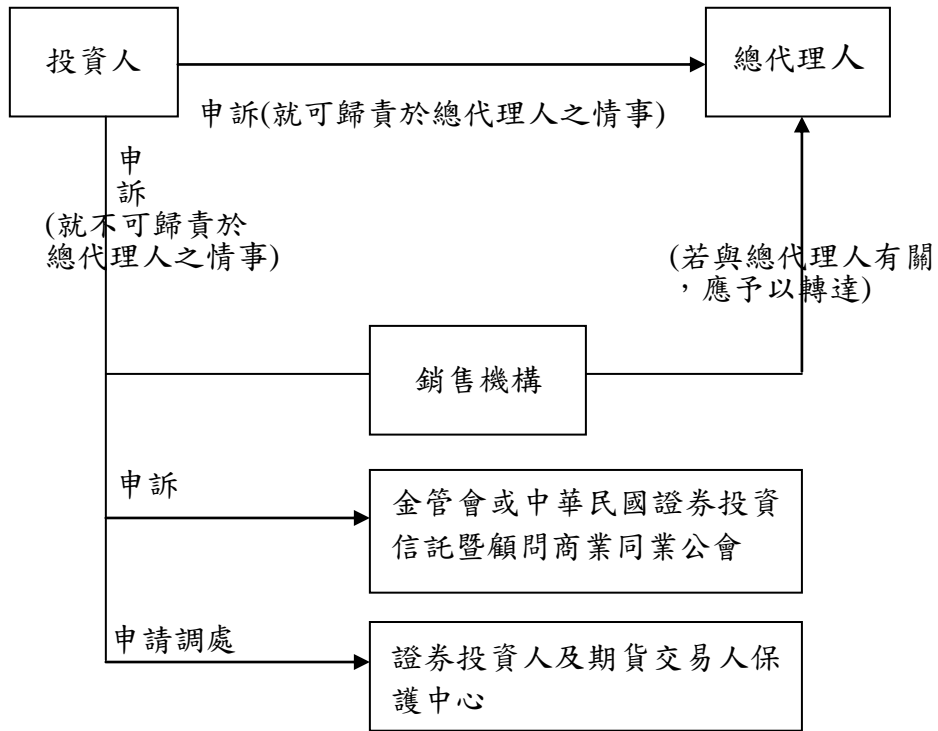 投資人
總代理人
申訴(就可歸責於總代理人之情事)
申
訴
(就不可歸責於
總代理人之情事)
(若與總代理人有關
，應予以轉達)
銷售機構
申訴
金管會或中華民國證券投資
信託暨顧問商業同業公會
申請調處
證券投資人及期貨交易人保
護中心